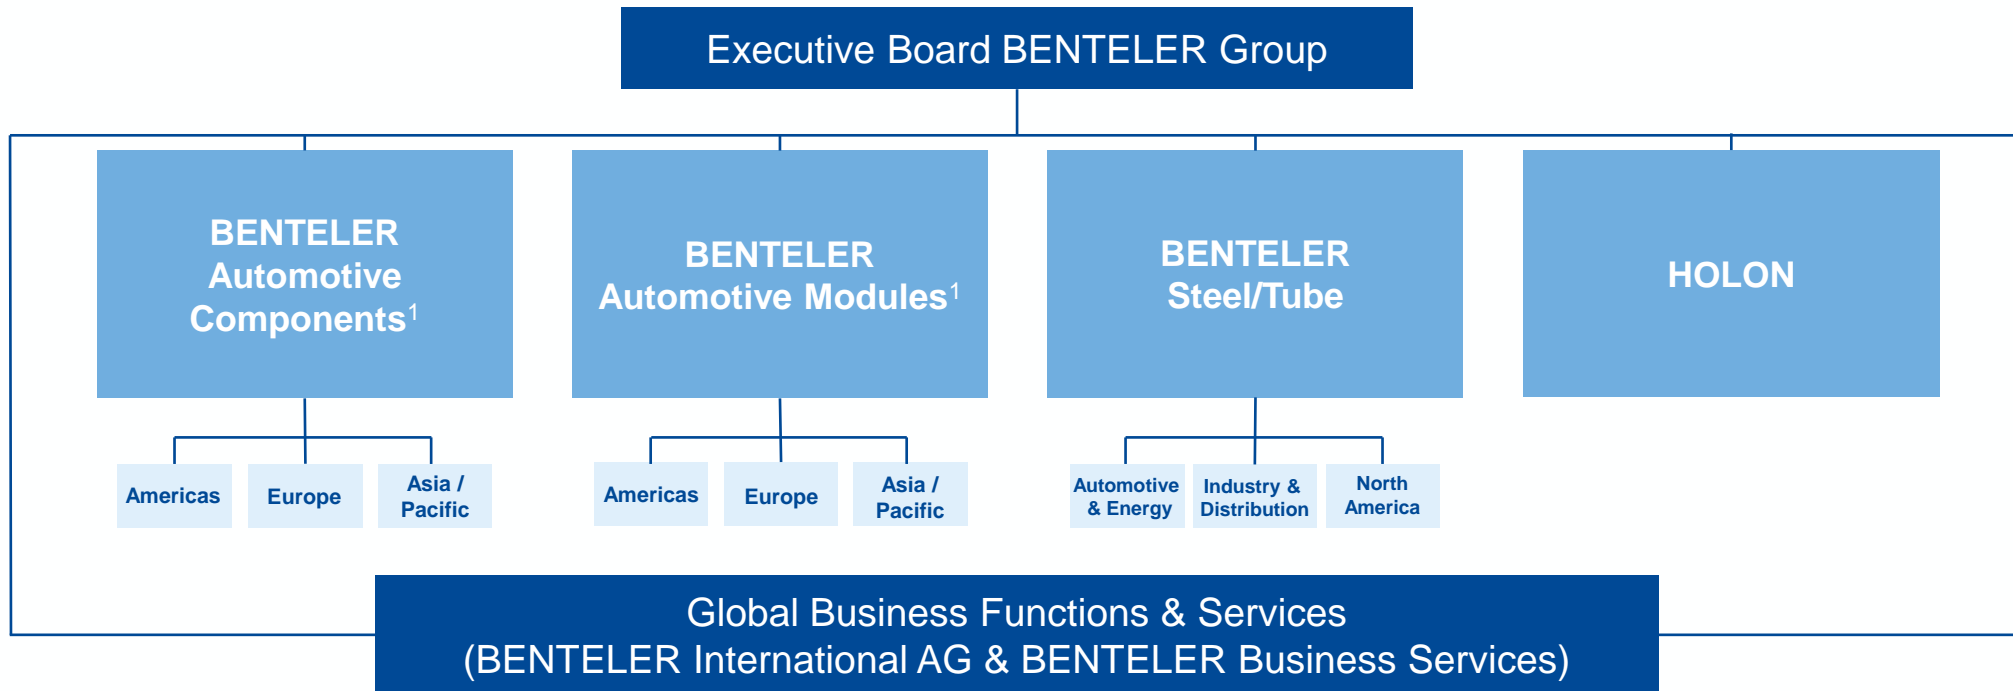 Executive Board BENTELER Group
BENTELER
Automotive
Components¹
BENTELER
Automotive Modules¹
BENTELER
Steel/Tube
HOLON
Americas
Europe
Asia /
Pacific
Americas
Europe
Asia /
Pacific
Automotive
& Energy
Industry &
Distribution
North
America
Global Business Functions & Services
(BENTELER International AG & BENTELER Business Services)